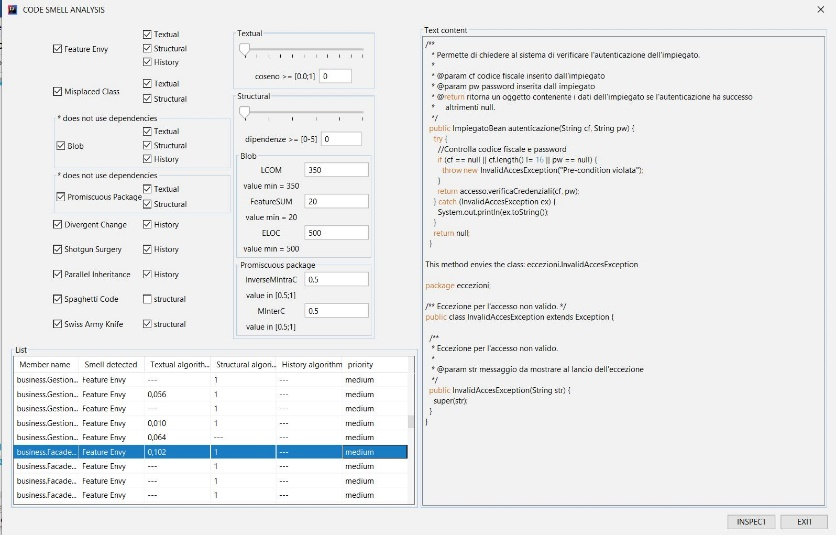 CODE SMELL ANALYSIS
Feature Envy
Textual
Structural
History
Misplaced Class
Textual
Structural
* does not use dependencies
Blob
Textual
Structural
History
* does not use dependencies
Promiscuous Package
Textual
Structural
Divergent Change
History
Shotgun Surgery
History
Parallel Inheritance
History
Spaghetti Code
structural
Swiss Army Knife
structural
Textual
coseno >= [0.0;1] 0
Structural
dipendenze >= [0-5] 0
Blob
LCOM 350
value min = 350
FeatureSUM 20
value min = 20
ELOC 500
value min = 500
Promiscuous package
InverseMIntraC 0.5
value in [0.5;1]
MInterC 0.5
value in [0.5;1]
List
Member name Smell detected Textual algorith... Structural algori... History algorithm priority
business.Gestion... Feature Envy --- 1 --- medium
business.Gestion... Feature Envy 0,056 1 --- medium
business.Gestion... Feature Envy --- 1 --- medium
business.Gestion... Feature Envy 0,010 1 --- medium
business.Gestion... Feature Envy 0,064 --- --- medium
business.Facade... Feature Envy 0,102 1 --- medium
business.Facade... Feature Envy --- 1 --- medium
business.Facade... Feature Envy --- 1 --- medium
business.Facade... Feature Envy --- 1 --- medium
Text content
/**
* Permette di chiedere al sistema di verificare l'autenticazione dell'impiegato.
*
* @param cf codice fiscale inserito dall'impiegato
* @param pw password inserita dall impiegato
* @return ritorna un oggetto contenente i dati dell'impiegato se l'autenticazione ha successo
* altrimenti null.
*/
public ImpiegatoBean autenticazione(String cf, String pw) {
try {
//Controlla codice fiscale e password
if (cf == null || cf.length() != 16 || pw == null) {
throw new InvalidAccesException("Pre-condition violata");
}
return accesso.verificaCredenziali(cf, pw);
} catch (InvalidAccesException ex) {
System.out.println(ex.toString());
}
return null;
}
This method envies the class: eccezioni.InvalidAccesException
package eccezioni;
/** Eccezione per l'accesso non valido. */
public class InvalidAccesException extends Exception {
/**
* Eccezione per l'accesso non valido.
*
* @param str messaggio da mostrare al lancio dell'eccezione
*/
public InvalidAccesException(String str) {
super(str);
}
}
INSPECT
EXIT